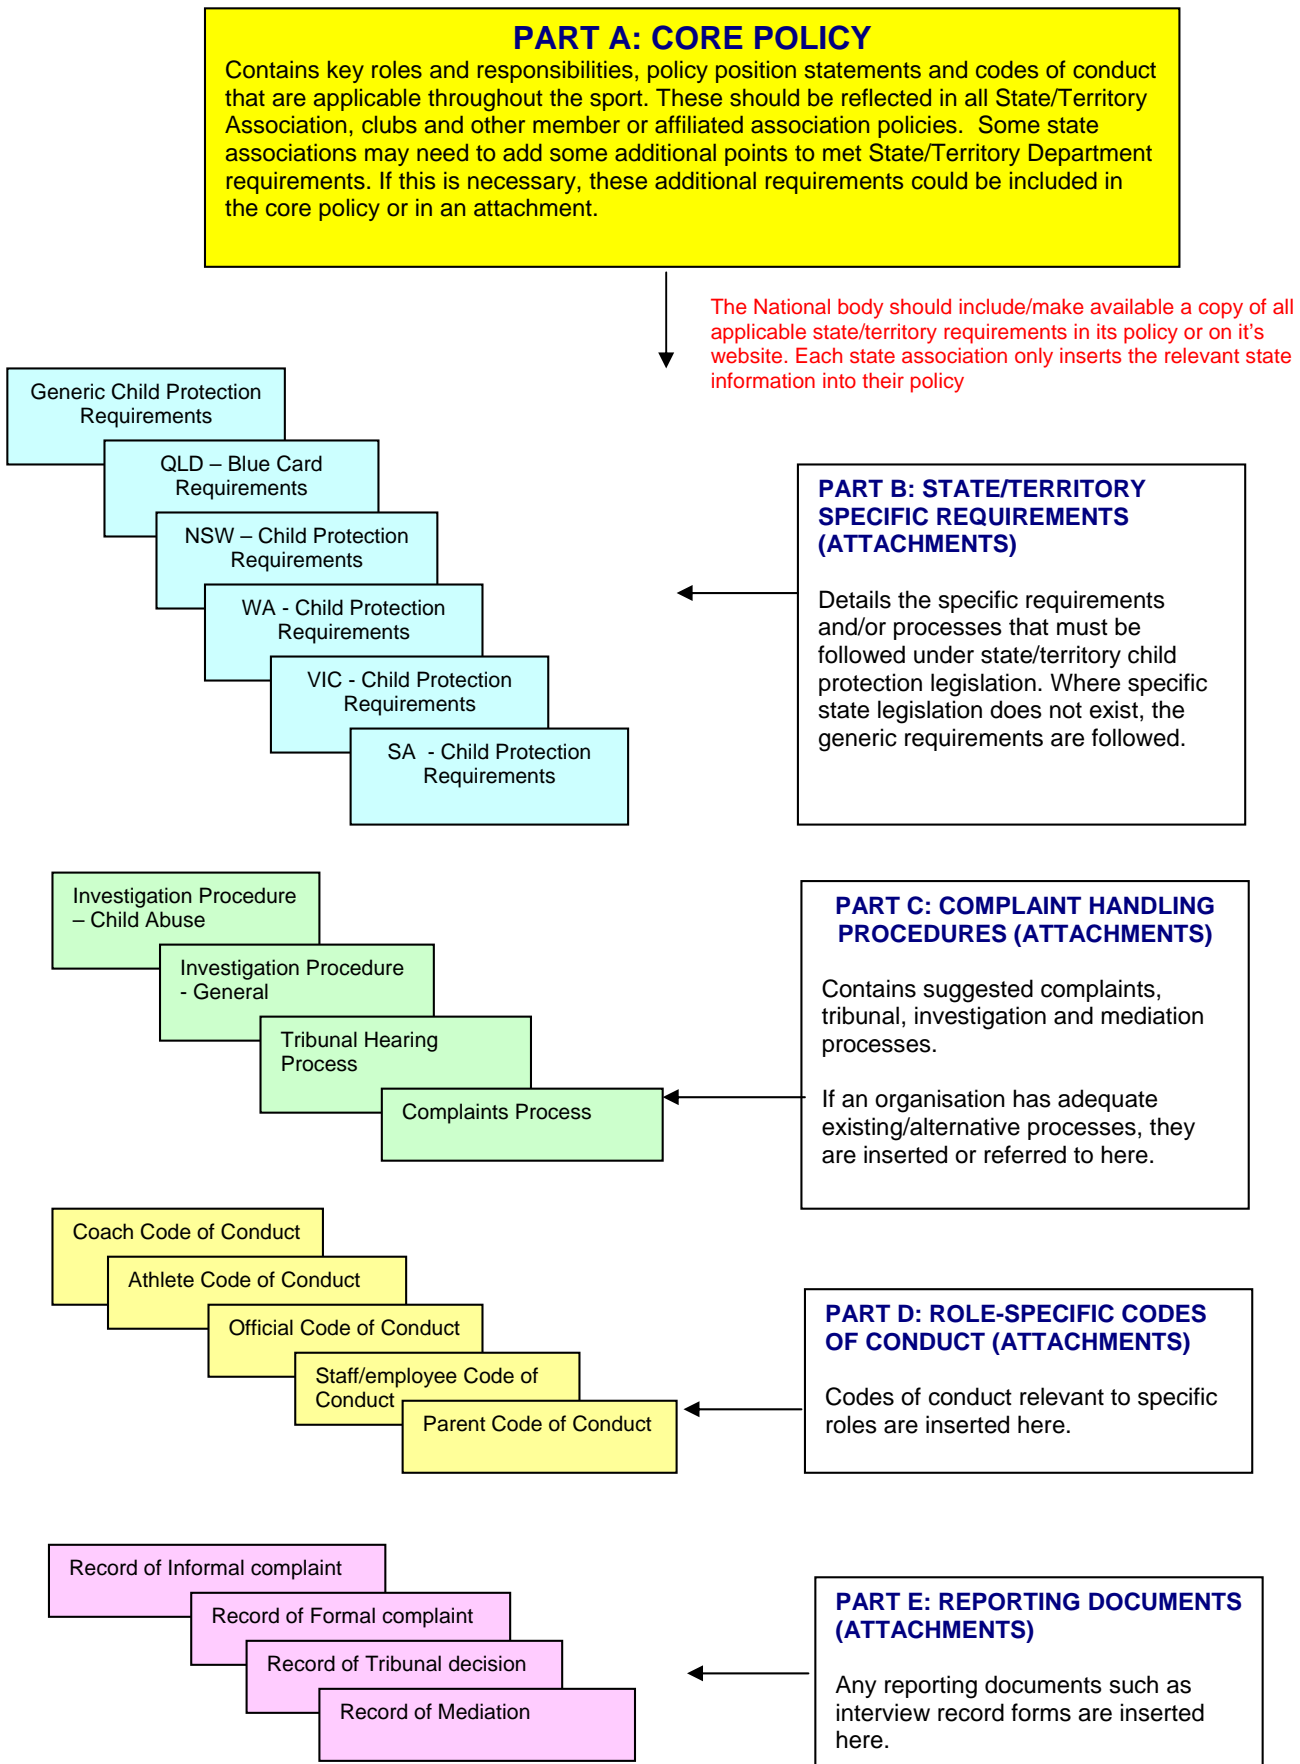 PART A: CORE POLICY
Contains key roles and responsibilities, policy position statements and codes of conduct
that are applicable throughout the sport. These should be reflected in all State/Territory
Association, clubs and other member or affiliated association policies.  Some state
associations may need to add some additional points to met State/Territory Department
requirements. If this is necessary, these additional requirements could be included in
the core policy or in an attachment.
The National body should include/make available a copy of all
applicable state/territory requirements in its policy or on it's
website. Each state association only inserts the relevant state
information into their policy
Generic Child Protection
Requirements
QLD – Blue Card
Requirements
NSW – Child Protection
Requirements
WA - Child Protection
Requirements
VIC - Child Protection
Requirements
SA  - Child Protection
Requirements
PART B: STATE/TERRITORY
SPECIFIC REQUIREMENTS
(ATTACHMENTS)
Details the specific requirements
and/or processes that must be
followed under state/territory child
protection legislation. Where specific
state legislation does not exist, the
generic requirements are followed.
Investigation Procedure
– Child Abuse
Investigation Procedure
- General
Tribunal Hearing
Process
Complaints Process
PART C: COMPLAINT HANDLING
PROCEDURES (ATTACHMENTS)
Contains suggested complaints,
tribunal, investigation and mediation
processes.
If an organisation has adequate
existing/alternative processes, they
are inserted or referred to here.
Coach Code of Conduct
Athlete Code of Conduct
Official Code of Conduct
Staff/employee Code of
Conduct
Parent Code of Conduct
PART D: ROLE-SPECIFIC CODES
OF CONDUCT (ATTACHMENTS)
Codes of conduct relevant to specific
roles are inserted here.
Record of Informal complaint
Record of Formal complaint
Record of Tribunal decision
Record of Mediation
PART E: REPORTING DOCUMENTS
(ATTACHMENTS)
Any reporting documents such as
interview record forms are inserted
here.